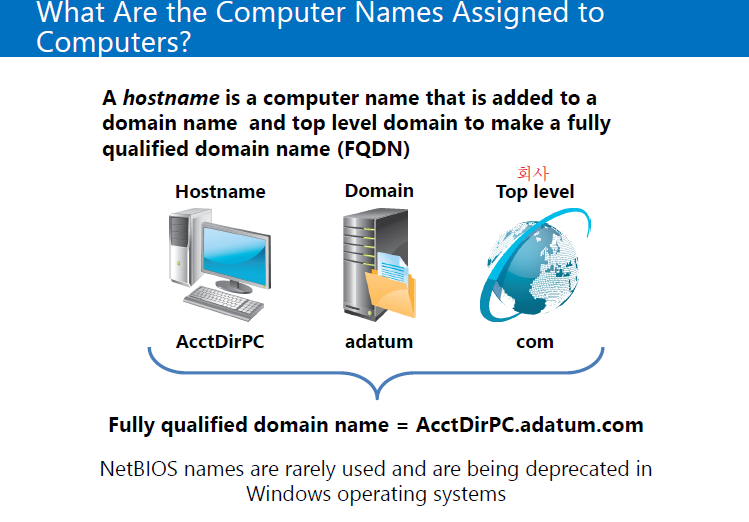 What Are the Computer Names Assigned to
Computers?
A hostname is a computer name that is added to a
domain name and top level domain to make a fully
qualified domain name (FQDN)
회사
Hostname Domain Top level
AcctDirPC adatum com
Fully qualified domain name = AcctDirPC.adatum.com
NetBIOS names are rarely used and are being deprecated in
Windows operating systems